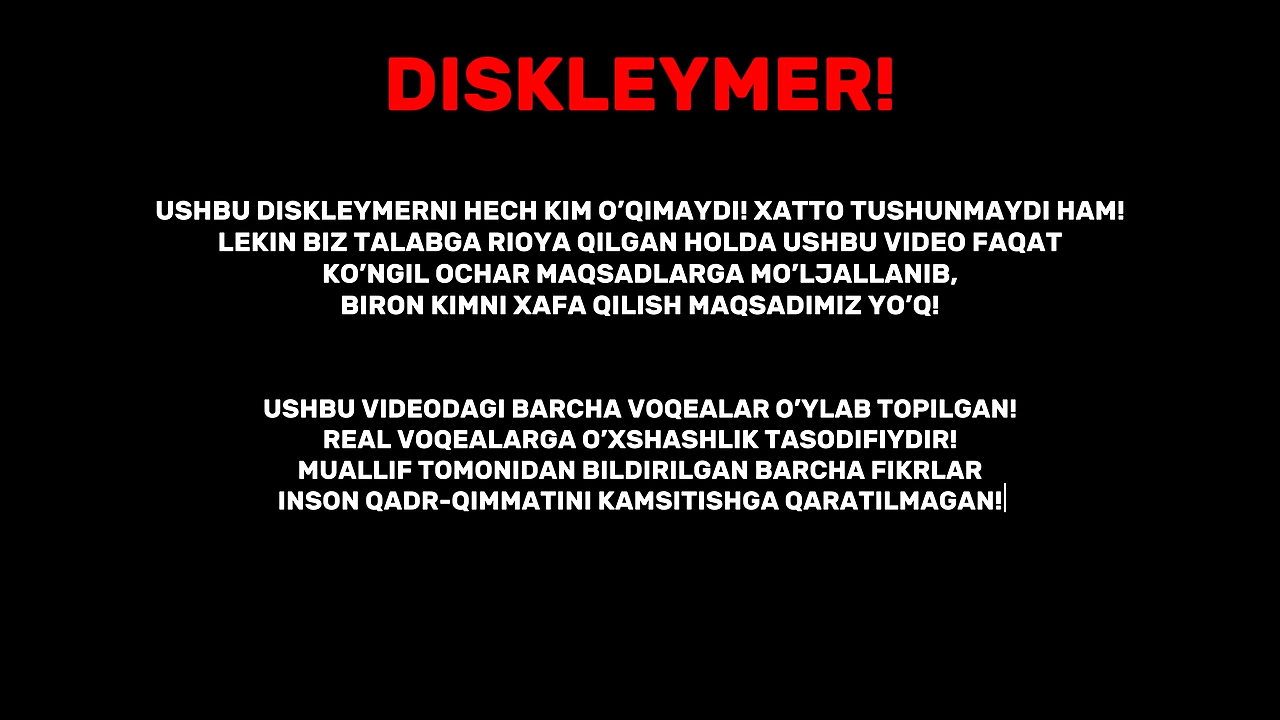 DISKLEYMER!
USHBU DISKLEYMERNI HECH KIM O’QIMAYDI! XATTO TUSHUNMAYDI HAM!
LEKIN BIZ TALABGA RIOYA QILGAN HOLDA USHBU VIDEO FAQAT
KO’NGIL OCHAR MAQSADLARGA MO’LJALLANIB,
BIRON KIMNI XAFA QILISH MAQSADIMIZ YO’Q!
USHBU VIDEODAGI BARCHA VOQEALAR O’YLAB TOPILGAN!
REAL VOQEALARGA O’XSHASHLIK TASODIFIYDIR!
MUALLIF TOMONIDAN BILDIRILGAN BARCHA FIKRLAR
INSON QADR-QIMMATINI KAMSITISHGA QARATILMAGAN!